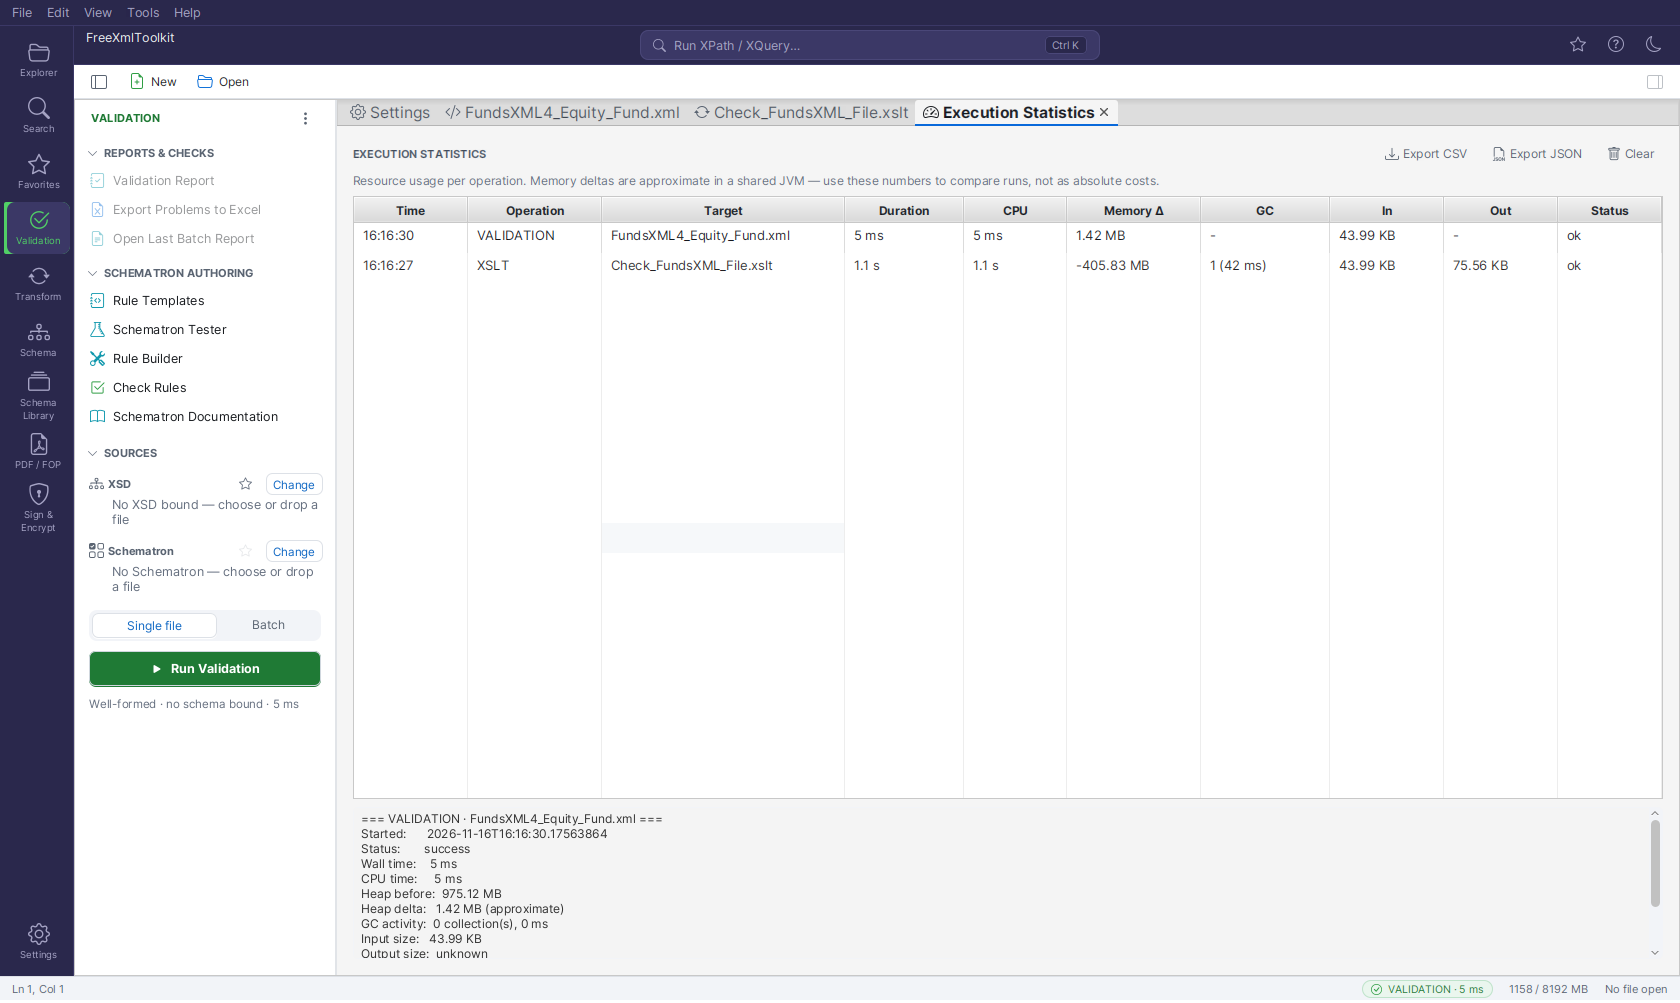 File Edit View Tools Help
FreeXmlToolkit
Run XPath / XQuery... Ctrl K
Explorer
Search
Favorites
Validation
Transform
Schema
Schema
Library
PDF / FOP
Sign &
Encrypt
Settings
New Open
VALIDATION
REPORTS & CHECKS
Validation Report
Export Problems to Excel
Open Last Batch Report
SCHEMATRON AUTHORING
Rule Templates
Schematron Tester
Rule Builder
Check Rules
Schematron Documentation
SOURCES
XSD Change
No XSD bound — choose or drop a
file
Schematron Change
No Schematron — choose or drop
a file
Single file Batch
Run Validation
Well-formed · no schema bound · 5 ms
Settings FundsXML4_Equity_Fund.xml Check_FundsXML_File.xslt Execution Statistics
EXECUTION STATISTICS Export CSV Export JSON Clear
Resource usage per operation. Memory deltas are approximate in a shared JVM — use these numbers to compare runs, not as absolute costs.
Time Operation Target Duration CPU Memory Δ GC In Out Status
16:16:30 VALIDATION FundsXML4_Equity_Fund.xml 5 ms 5 ms 1.42 MB - 43.99 KB - ok
16:16:27 XSLT Check_FundsXML_File.xslt 1.1 s 1.1 s -405.83 MB 1 (42 ms) 43.99 KB 75.56 KB ok
=== VALIDATION · FundsXML4_Equity_Fund.xml ===
Started: 2026-11-16T16:16:30.17563864
Status: success
Wall time: 5 ms
CPU time: 5 ms
Heap before: 975.12 MB
Heap delta: 1.42 MB (approximate)
GC activity: 0 collection(s), 0 ms
Input size: 43.99 KB
Output size: unknown
Ln 1, Col 1 VALIDATION · 5 ms 1158 / 8192 MB No file open